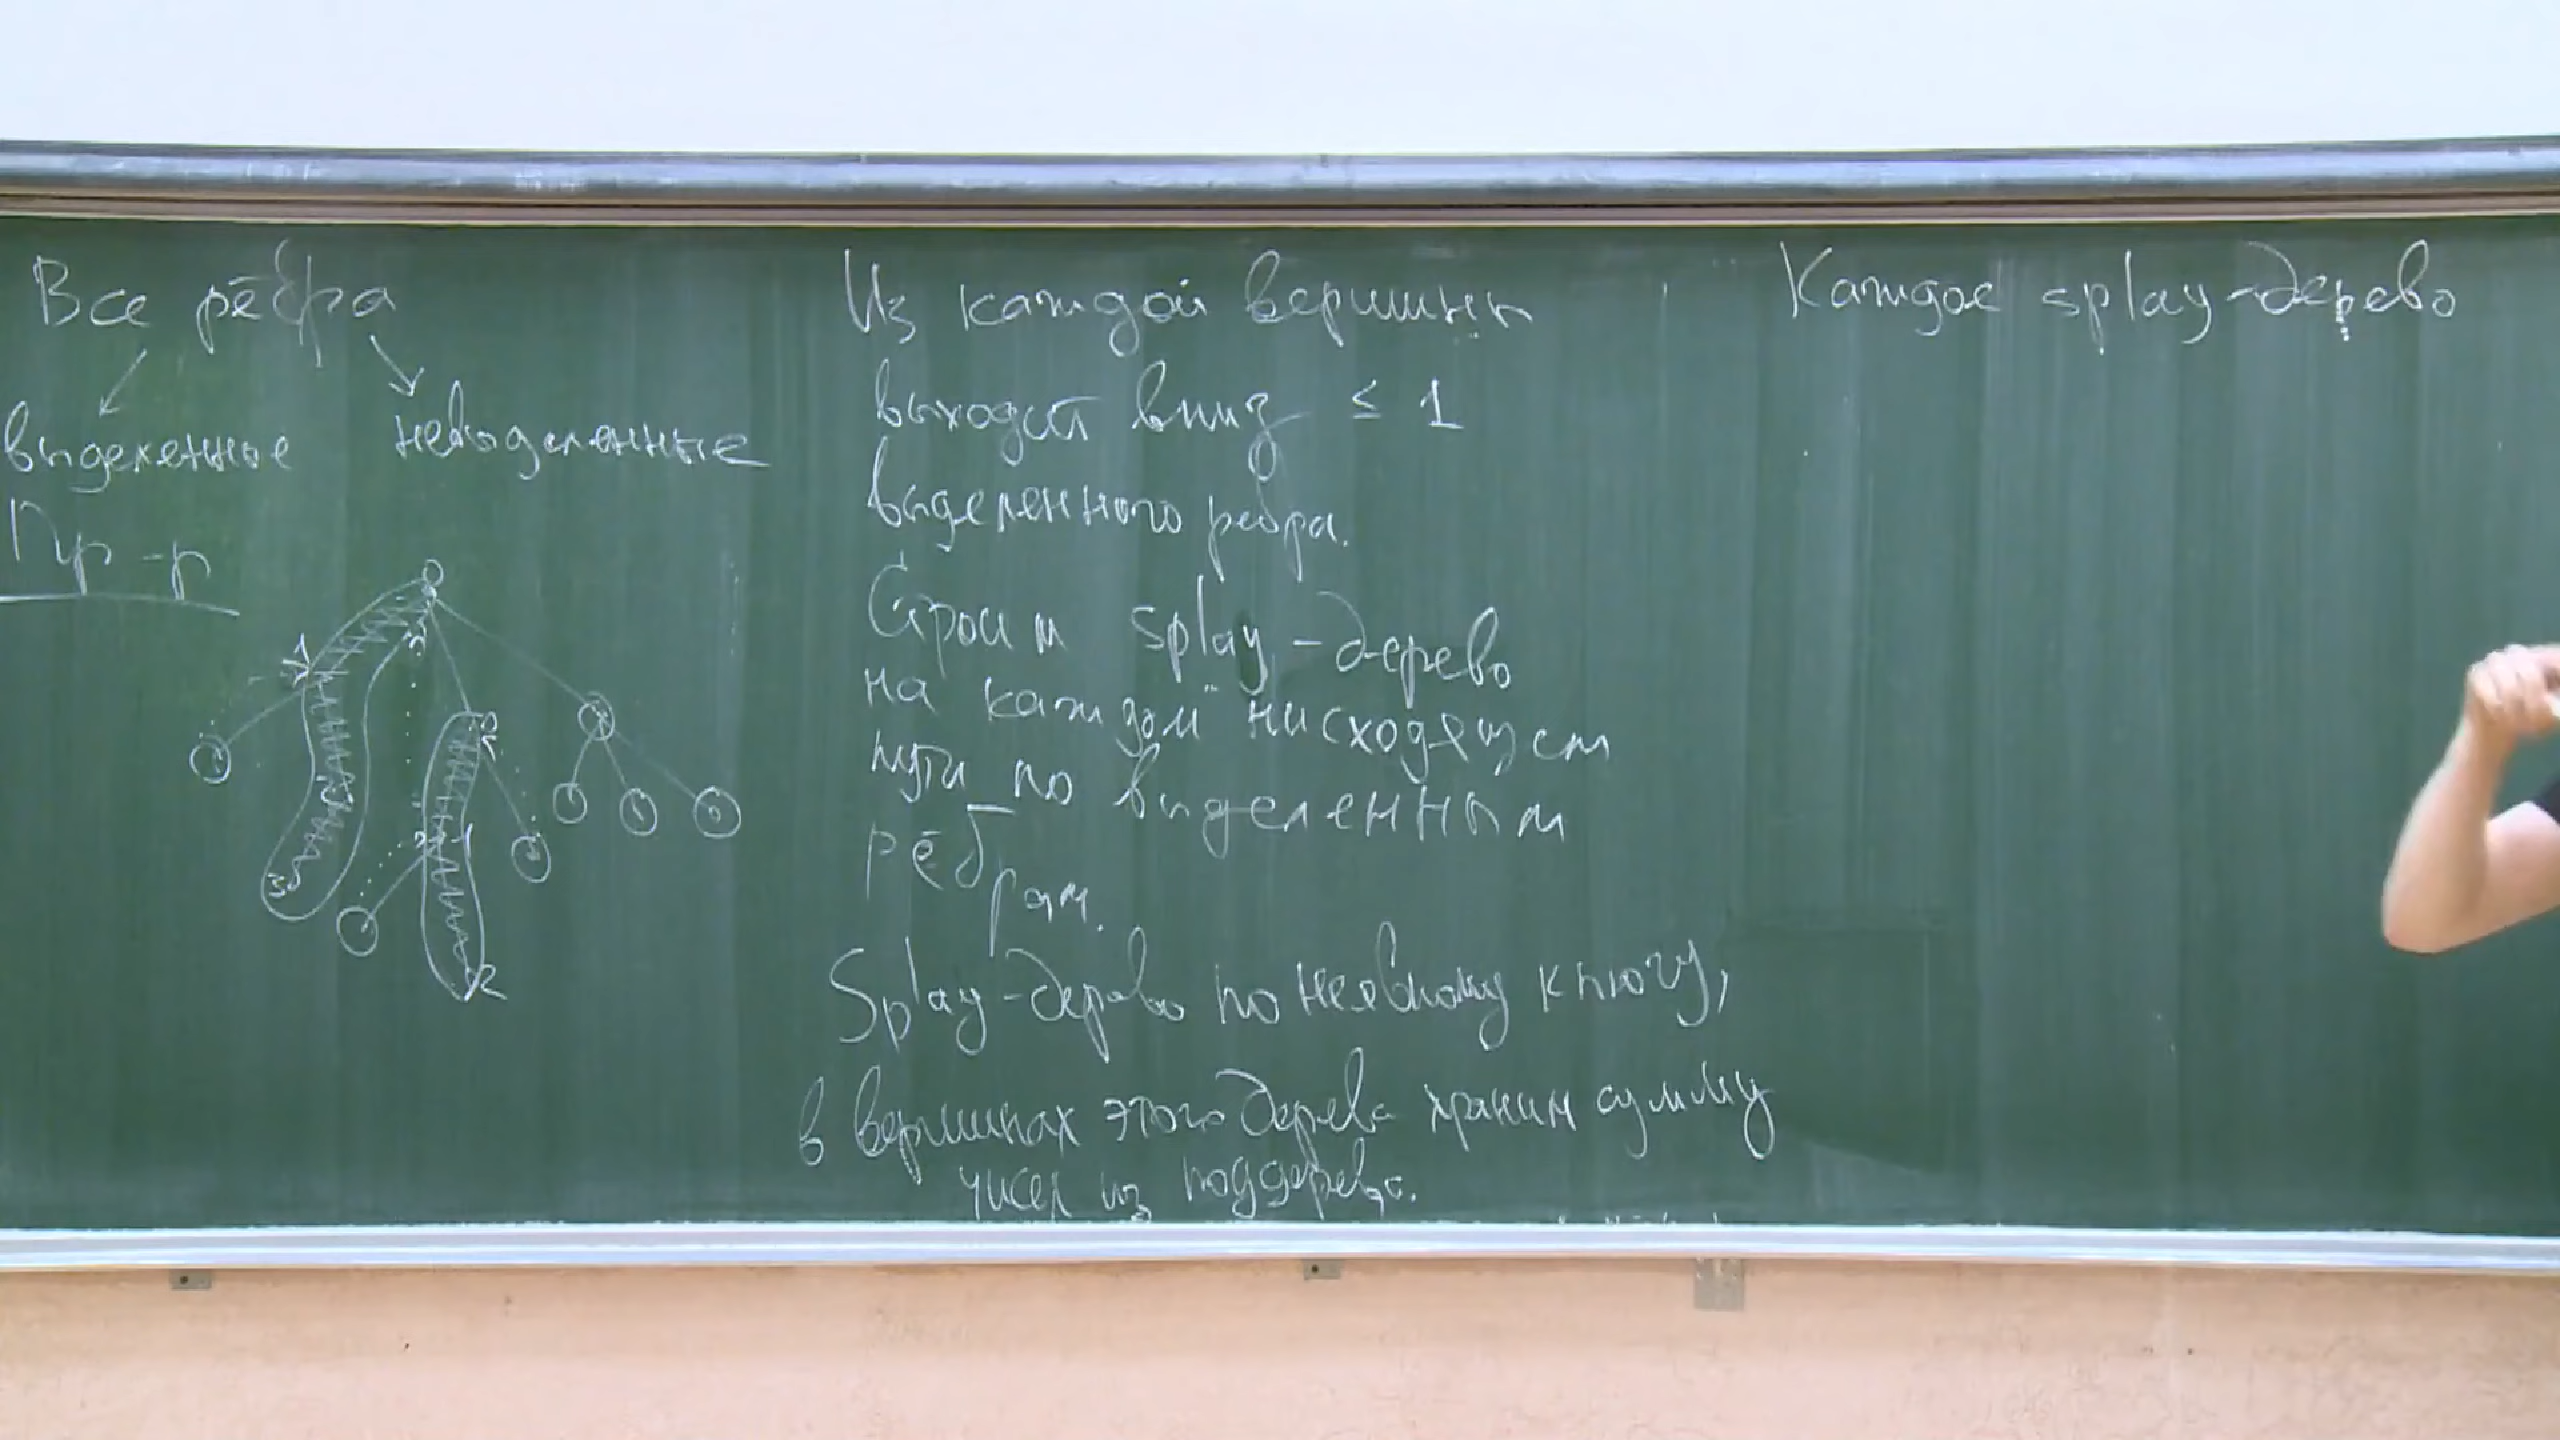 Все рёбра
выделенные невыделенные
Пр-р
Из каждой вершины
выходит вниз ≤ 1
выделенного ребра.
Строим splay-дерево
на каждом нисходящем
пути по выделенным
рёбрам.
Splay-дерево по неявному ключу,
в вершинах этого дерева храним сумму
чисел из поддерева.
Каждое splay-дерево